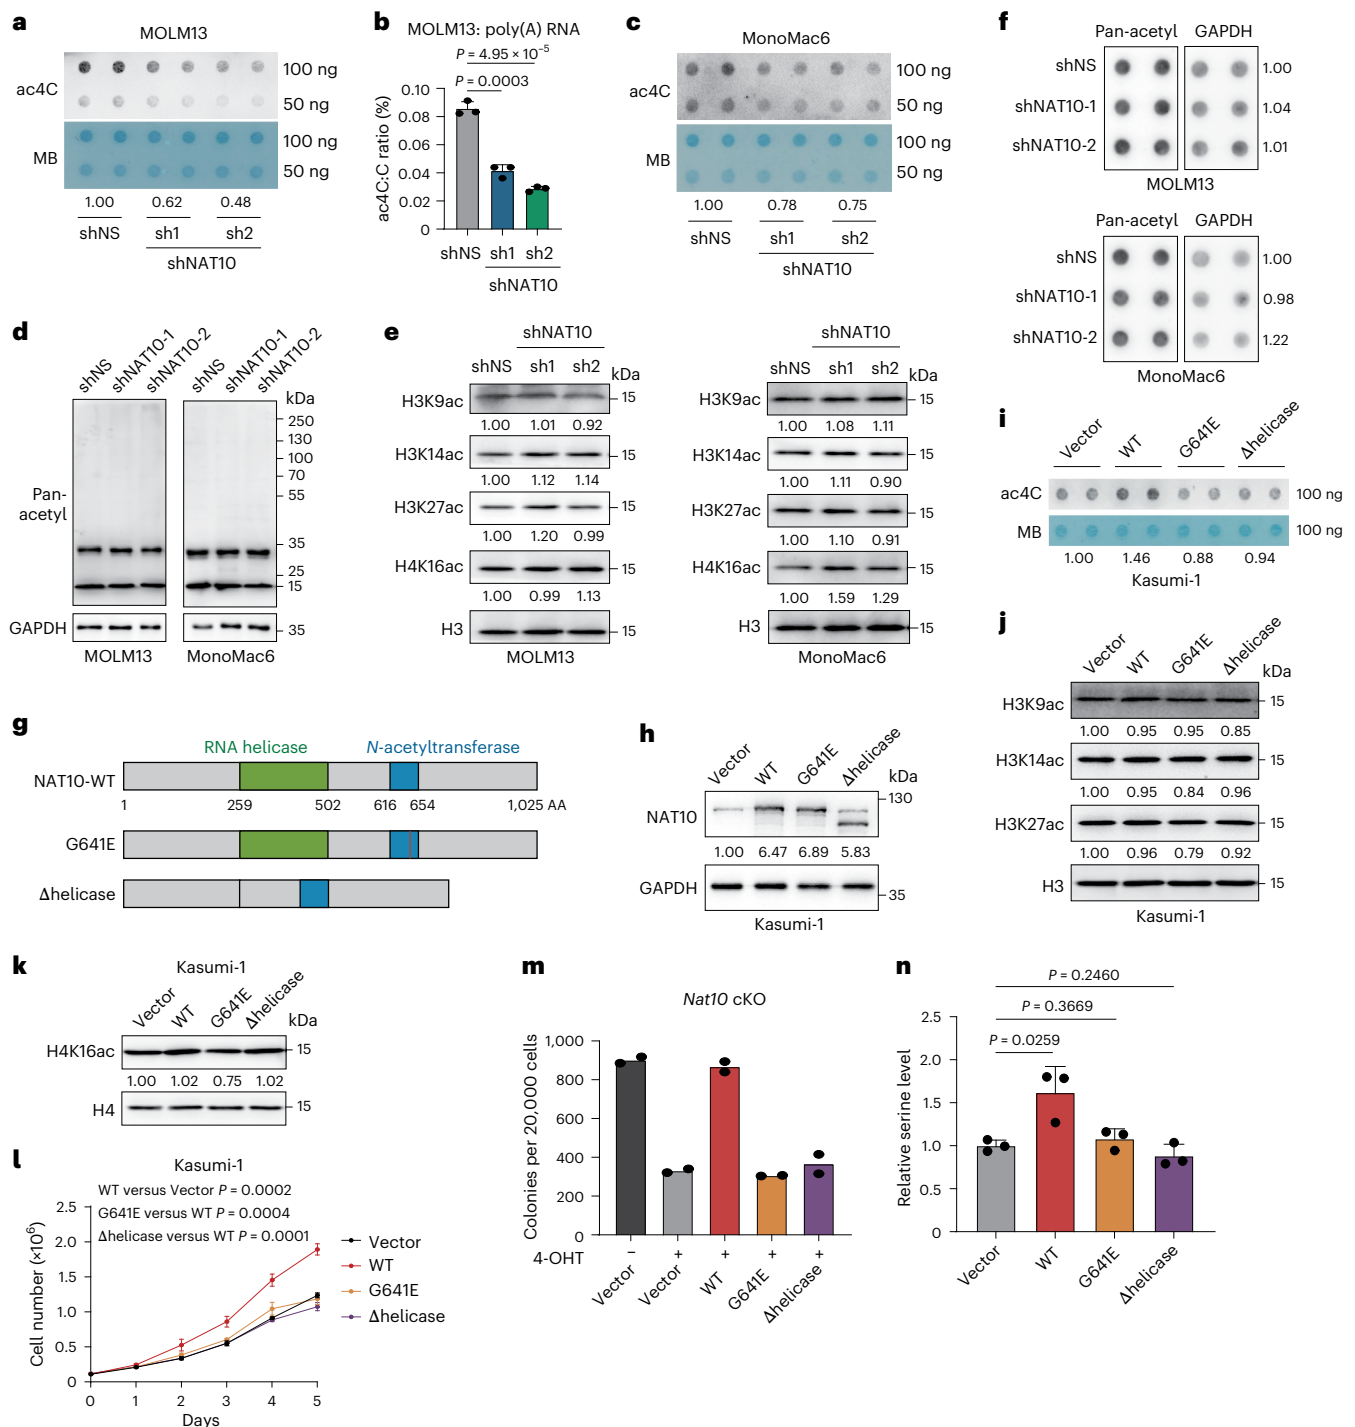 a
MOLM13
ac4C
100 ng
50 ng
MB
100 ng
50 ng
1.00 0.62 0.48
shNS sh1 sh2
shNAT10
b
MOLM13: poly(A) RNA
P = 4.95 × 10⁻⁵
P = 0.0003
ac4C:C ratio (%)
0.10
0.08
0.06
0.04
0.02
0
shNS sh1 sh2
shNAT10
c
MonoMac6
ac4C
100 ng
50 ng
MB
100 ng
50 ng
1.00 0.78 0.75
shNS sh1 sh2
shNAT10
d
shNS shNAT10-1 shNAT10-2 shNS shNAT10-1 shNAT10-2
kDa
250
130
100
70
55
35
25
15
Pan-
acetyl
GAPDH
35
MOLM13 MonoMac6
e
shNAT10
shNS sh1 sh2
kDa
H3K9ac 15
1.00 1.01 0.92
H3K14ac 15
1.00 1.12 1.14
H3K27ac 15
1.00 1.20 0.99
H4K16ac 15
1.00 0.99 1.13
H3 15
MOLM13
shNAT10
shNS sh1 sh2
kDa
H3K9ac 15
1.00 1.08 1.11
H3K14ac 15
1.00 1.11 0.90
H3K27ac 15
1.00 1.10 0.91
H4K16ac 15
1.00 1.59 1.29
H3 15
MonoMac6
f
Pan-acetyl GAPDH
shNS 1.00
shNAT10-1 1.04
shNAT10-2 1.01
MOLM13
Pan-acetyl GAPDH
shNS 1.00
shNAT10-1 0.98
shNAT10-2 1.22
MonoMac6
g
RNA helicase N-acetyltransferase
NAT10-WT
1 259 502 616 654 1,025 AA
G641E
Δhelicase
h
Vector WT G641E Δhelicase
kDa
NAT10 130
1.00 6.47 6.89 5.83
GAPDH 35
Kasumi-1
i
Vector WT G641E Δhelicase
ac4C 100 ng
MB 100 ng
1.00 1.46 0.88 0.94
Kasumi-1
j
Vector WT G641E Δhelicase
kDa
H3K9ac 15
1.00 0.95 0.95 0.85
H3K14ac 15
1.00 0.95 0.84 0.96
H3K27ac 15
1.00 0.96 0.79 0.92
H3 15
Kasumi-1
k
Kasumi-1
Vector WT G641E Δhelicase
kDa
H4K16ac 15
1.00 1.02 0.75 1.02
H4 15
l
Kasumi-1
WT versus Vector P = 0.0002
G641E versus WT P = 0.0004
Δhelicase versus WT P = 0.0001
Cell number (×10⁶)
2.5
2.0
1.5
1.0
0.5
0
0 1 2 3 4 5
Days
Vector
WT
G641E
Δhelicase
m
Nat10 cKO
Colonies per 20,000 cells
1,000
800
600
400
200
0
4-OHT − + + + +
Vector Vector WT G641E Δhelicase
n
P = 0.2460
P = 0.3669
P = 0.0259
Relative serine level
2.5
2.0
1.5
1.0
0.5
0
Vector WT G641E Δhelicase